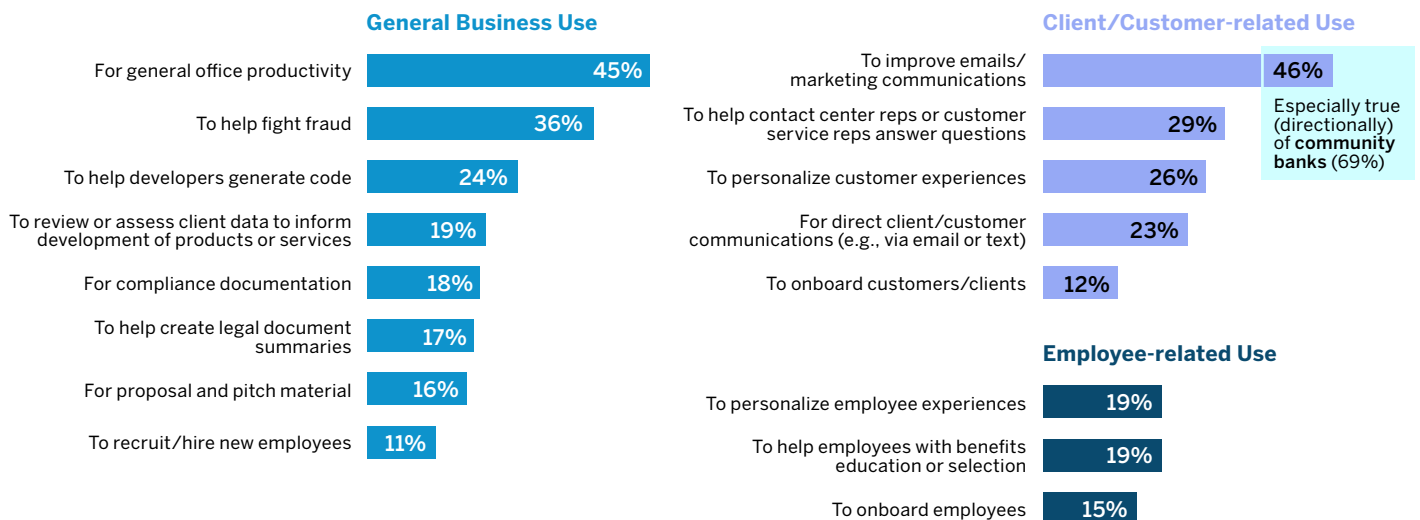 General Business Use
For general office productivity
45%
To help fight fraud
36%
To help developers generate code
24%
To review or assess client data to inform
development of products or services
19%
For compliance documentation
18%
To help create legal document
summaries
17%
For proposal and pitch material
16%
To recruit/hire new employees
11%
Client/Customer-related Use
To improve emails/
marketing communications
46%
Especially true
(directionally)
of community
banks (69%)
To help contact center reps or customer
service reps answer questions
29%
To personalize customer experiences
26%
For direct client/customer
communications (e.g., via email or text)
23%
To onboard customers/clients
12%
Employee-related Use
To personalize employee experiences
19%
To help employees with benefits
education or selection
19%
To onboard employees
15%